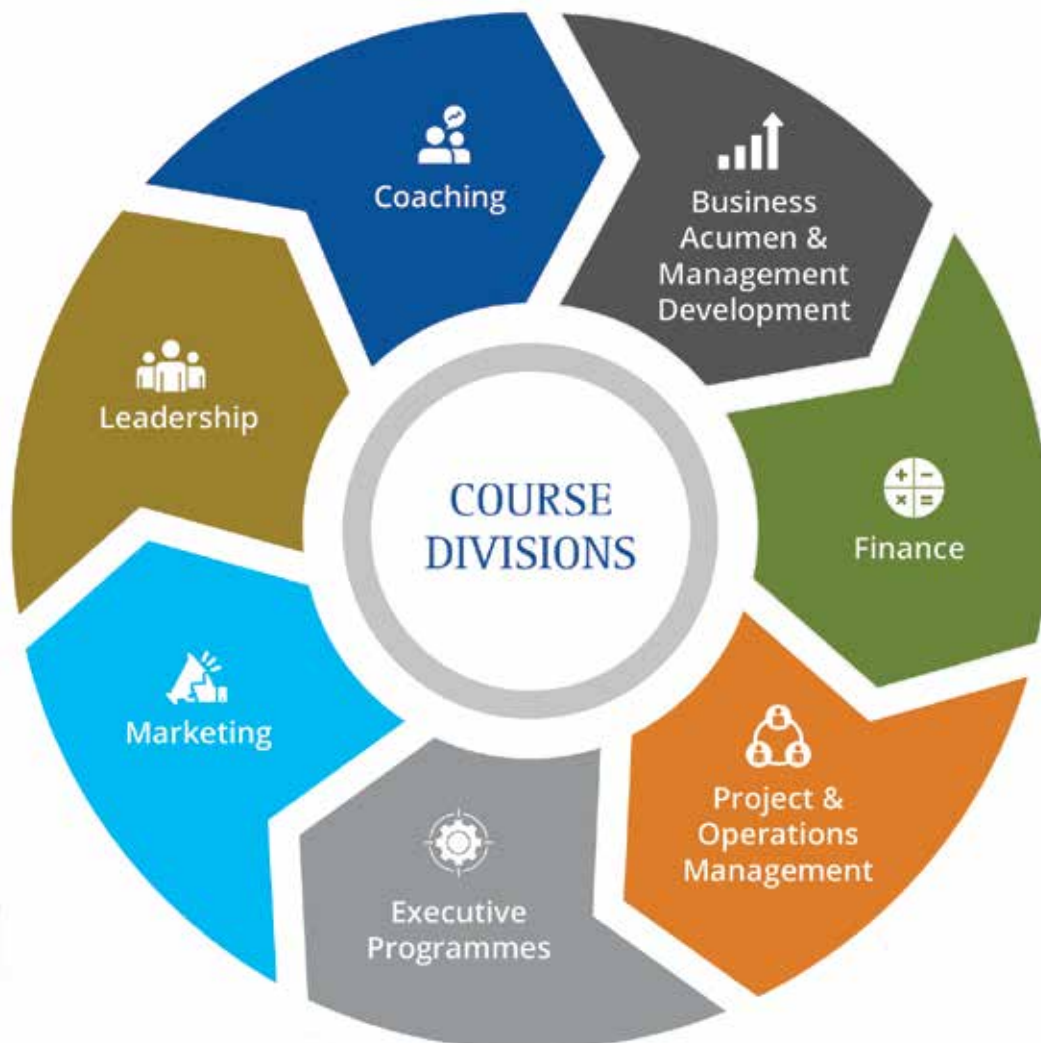 COURSE
DIVISIONS
Coaching
Business
Acumen &
Management
Development
Finance
Project &
Operations
Management
Executive
Programmes
Marketing
Leadership